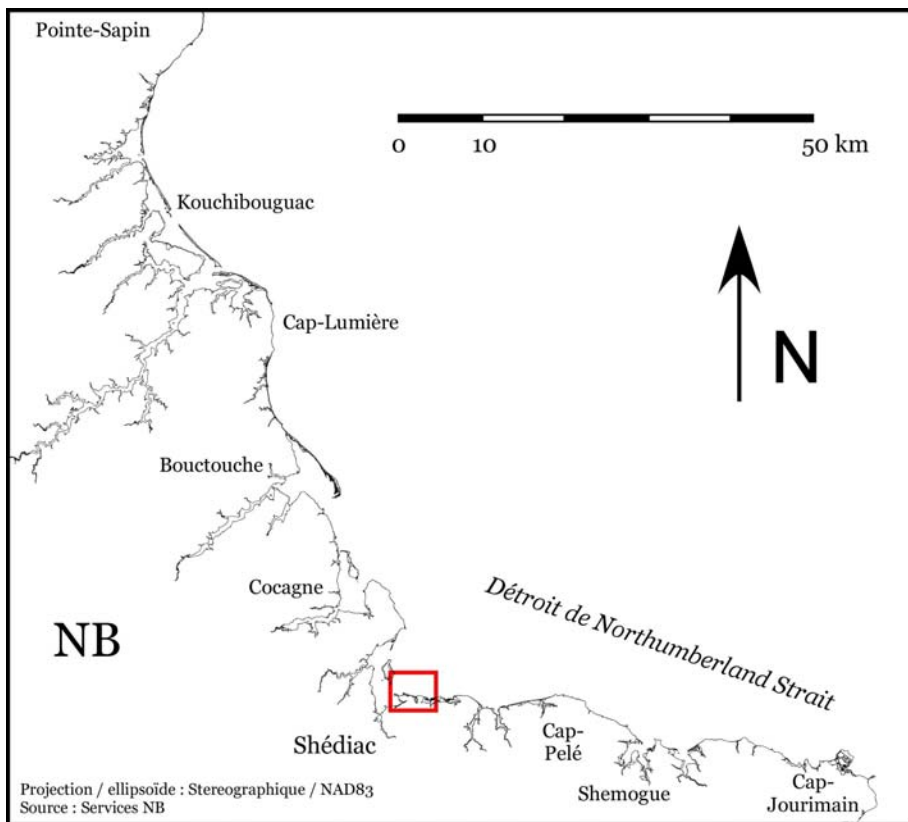 Pointe-Sapin
0 10 50 km
Kouchibouguac
Cap-Lumière
N
Bouctouche
Cocagne
Détroit de Northumberland Strait
NB
Shédiac
Cap-
Pelé
Shemogue
Cap-
Jourimain
Projection / ellipsoïde : Stereographique / NAD83
Source : Services NB